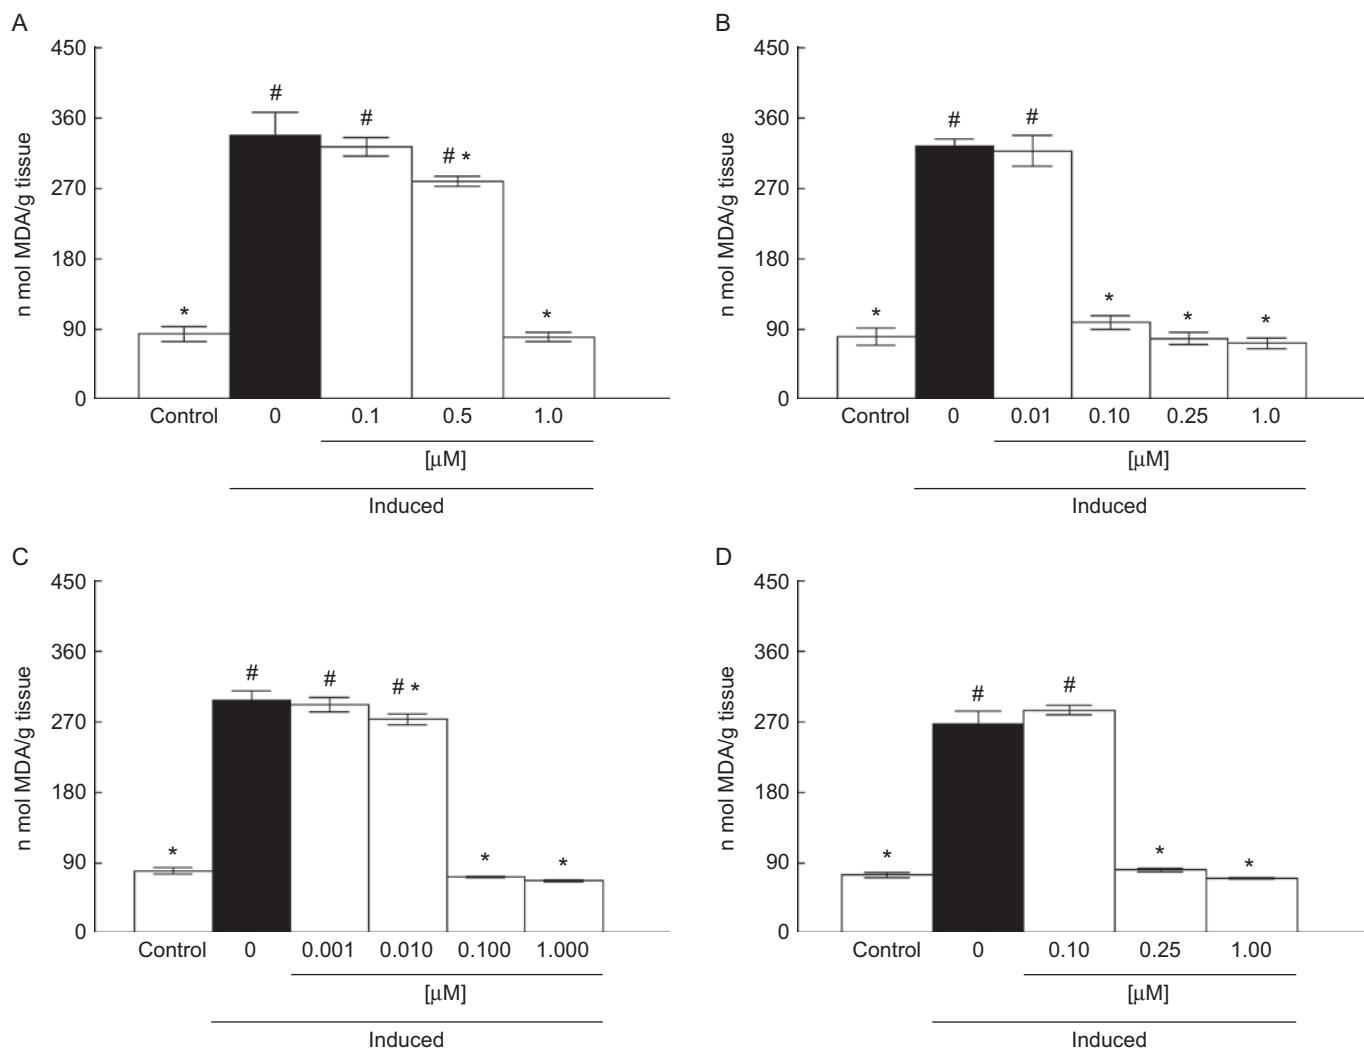 A
n mol MDA/g tissue
450
360
270
180
90
0
#
#
# *
*
*
Control 0 0.1 0.5 1.0
[μM]
Induced
B
n mol MDA/g tissue
450
360
270
180
90
0
#
#
*
*
*
*
Control 0 0.01 0.10 0.25 1.0
[μM]
Induced
C
n mol MDA/g tissue
450
360
270
180
90
0
#
#
# *
*
*
*
Control 0 0.001 0.010 0.100 1.000
[μM]
Induced
D
n mol MDA/g tissue
450
360
270
180
90
0
#
#
*
*
*
Control 0 0.10 0.25 1.00
[μM]
Induced